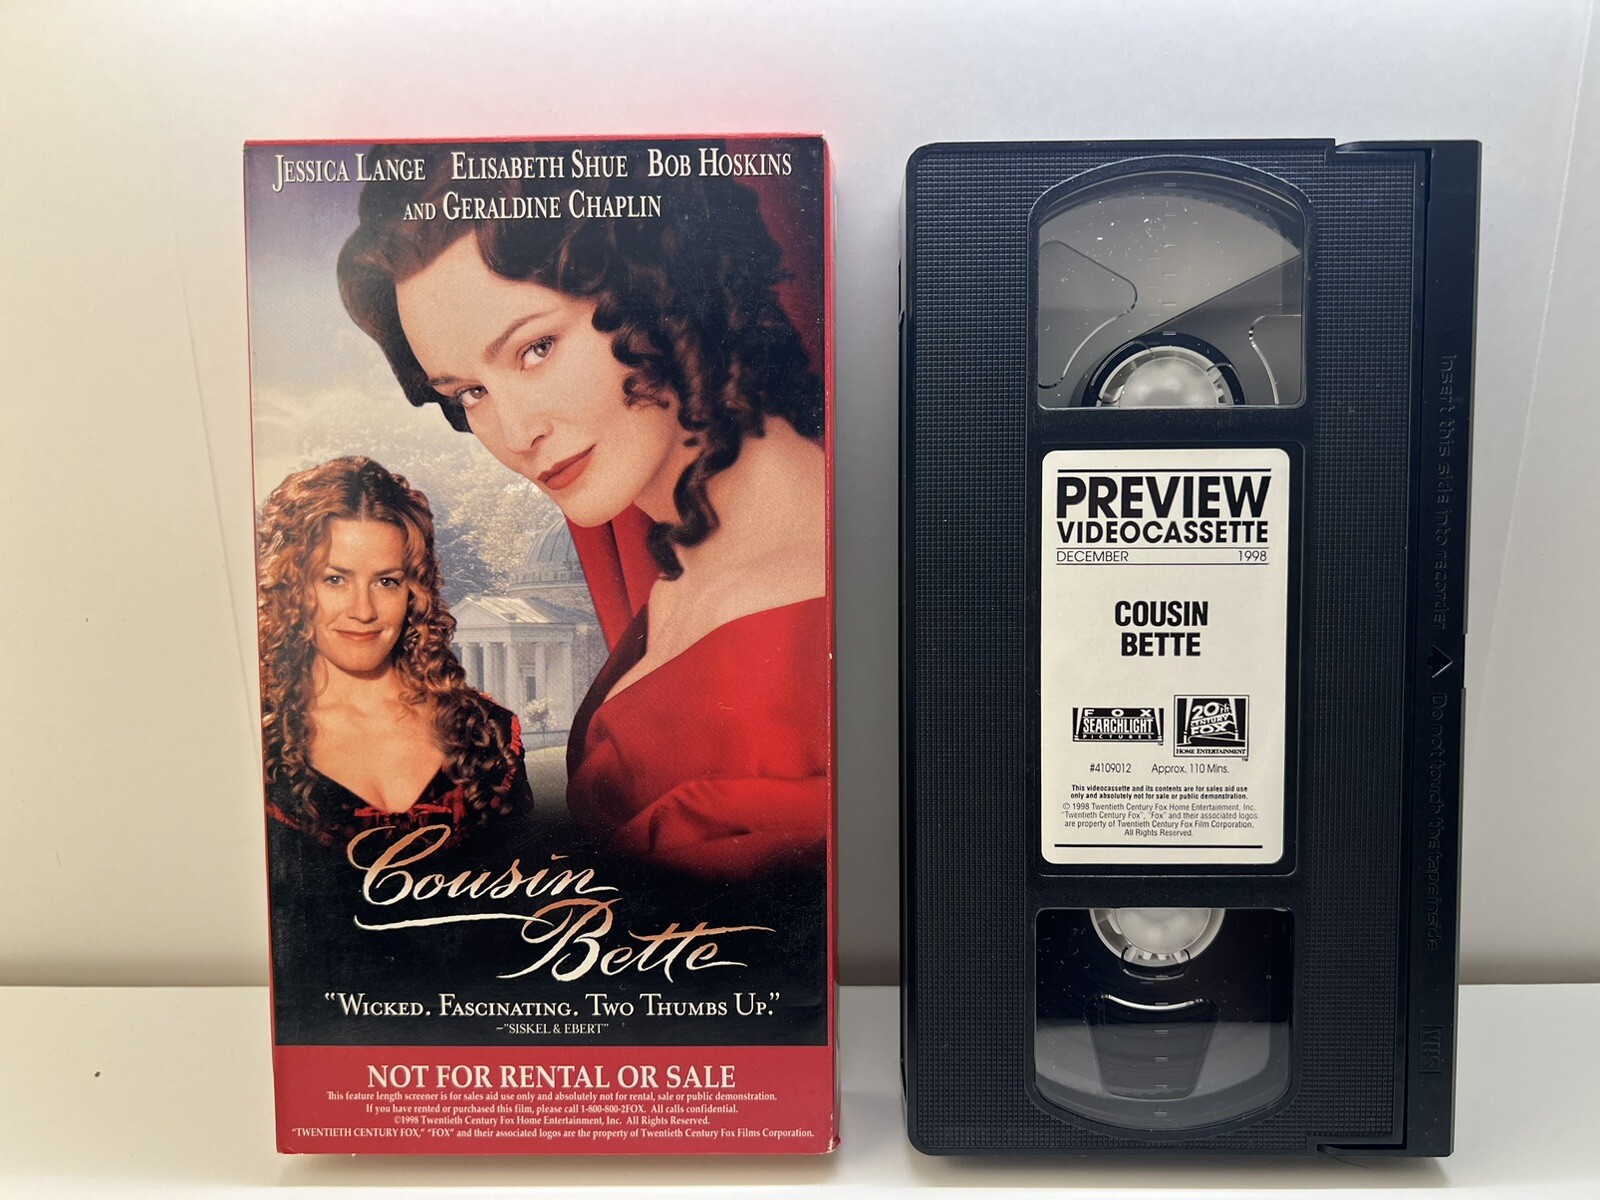 JESSICA LANGE ELISABETH SHUE BOB HOSKINS
AND GERALDINE CHAPLIN
Cousin
Bette
“WICKED. FASCINATING. TWO THUMBS UP.”
–“SISKEL & EBERT”
NOT FOR RENTAL OR SALE
This feature length screener is for sales aid use only and absolutely not for rental, sale or public demonstration.
If you have rented or purchased this film, please call 1-800-800-2FOX. All calls confidential.
©1998 Twentieth Century Fox Home Entertainment, Inc. All Rights Reserved.
“TWENTIETH CENTURY FOX,” “FOX” and their associated logos are the property of Twentieth Century Fox Films Corporation.
PREVIEW
VIDEOCASSETTE
DECEMBER 1998
COUSIN
BETTE
FOX
SEARCHLIGHT
PICTURES™
20th
CENTURY
FOX
HOME ENTERTAINMENT
™
#4109012 Approx. 110 Mins.
This videocassette and its contents are for sales aid use
only and absolutely not for sale or public demonstration.
© 1998 Twentieth Century Fox Home Entertainment, Inc.
"Twentieth Century Fox", "Fox" and their associated logos
are property of Twentieth Century Fox Film Corporation.
All Rights Reserved.
Insert this side into recorder △ Do not touch the tape inside
VHS